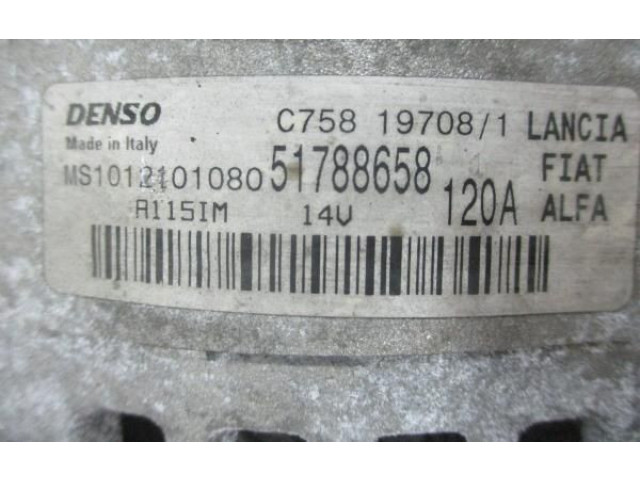 DENSO C758 19708/1 LANCIA
Made in Italy FIAT
MS1012101080 51788658 120A ALFA
A115IM 14V